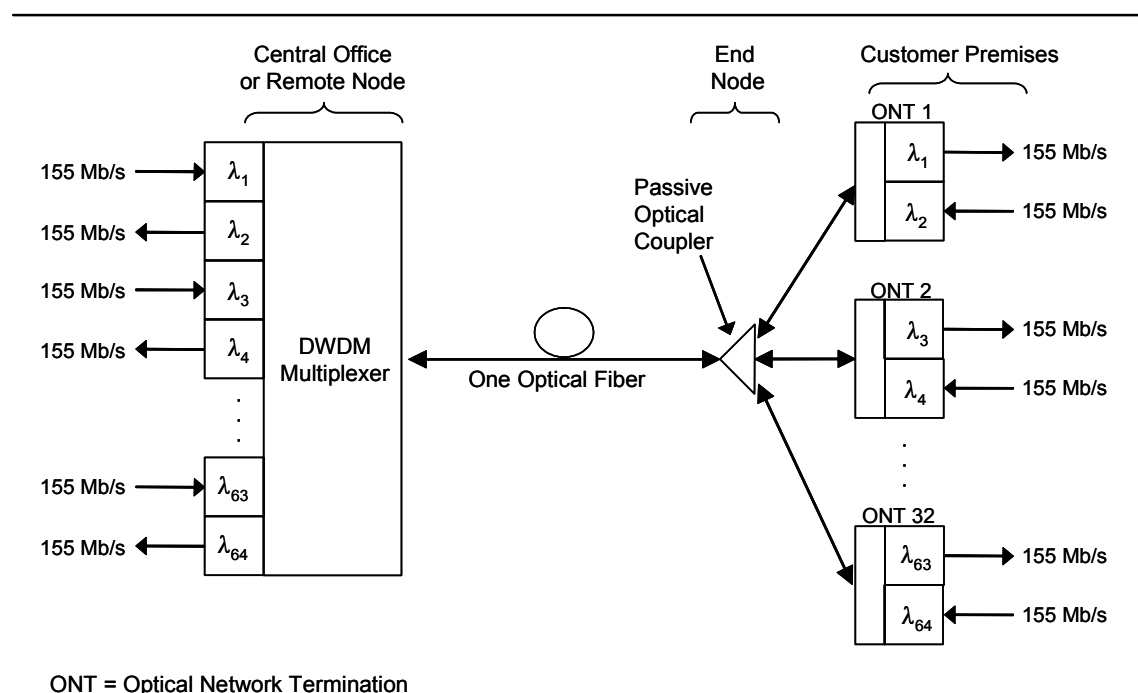 Central Office
or Remote Node
End
Node
Customer Premises
155 Mb/s
λ1
155 Mb/s
λ2
155 Mb/s
λ3
155 Mb/s
λ4
.
.
.
155 Mb/s
λ63
155 Mb/s
λ64
DWDM
Multiplexer
One Optical Fiber
Passive
Optical
Coupler
ONT 1
λ1
155 Mb/s
λ2
155 Mb/s
ONT 2
λ3
155 Mb/s
λ4
155 Mb/s
.
.
.
ONT 32
λ63
155 Mb/s
λ64
155 Mb/s
ONT = Optical Network Termination